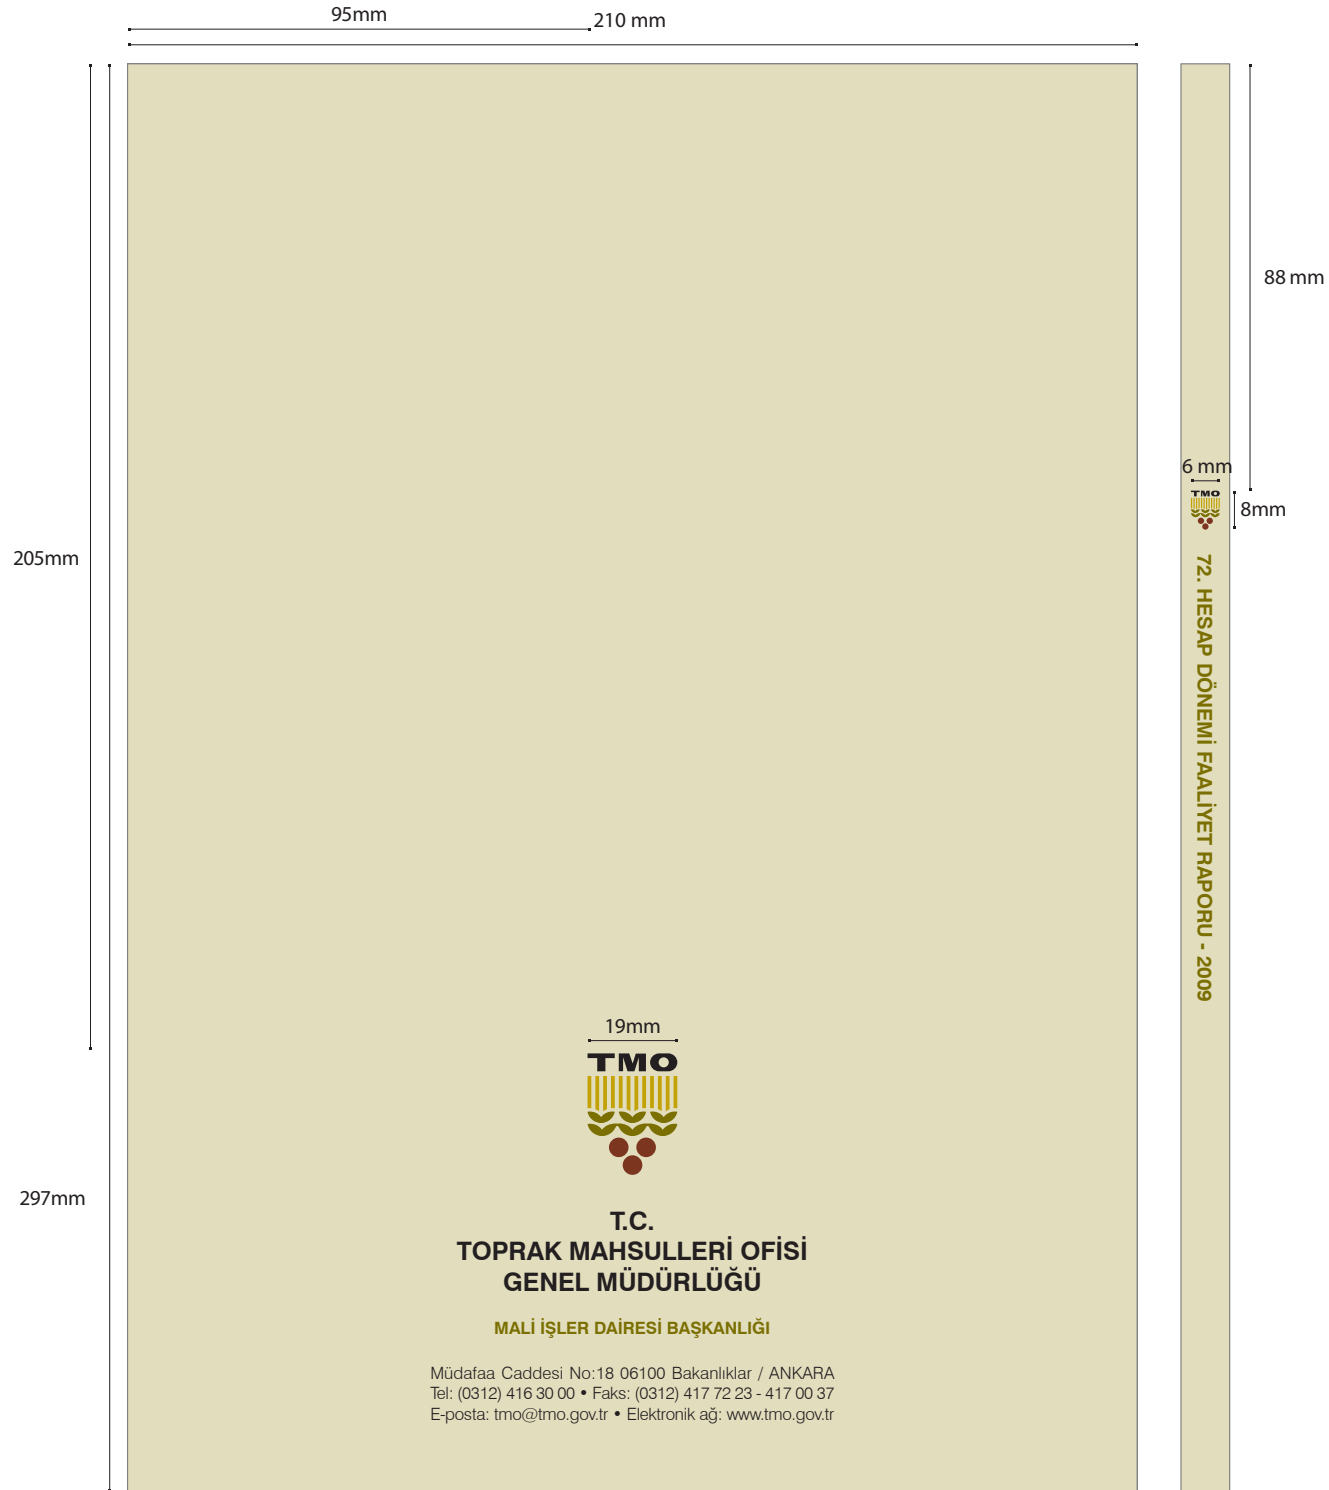 95mm
210 mm
88 mm
6 mm
TMO
8mm
205mm
72. HESAP DÖNEMİ FAALİYET RAPORU - 2009
19mm
TMO
297mm
T.C.
TOPRAK MAHSULLERİ OFİSİ
GENEL MÜDÜRLÜĞÜ
MALİ İŞLER DAİRESİ BAŞKANLIĞI
Müdafaa Caddesi No:18 06100 Bakanlıklar / ANKARA
Tel: (0312) 416 30 00 • Faks: (0312) 417 72 23 - 417 00 37
E-posta: tmo@tmo.gov.tr • Elektronik ağ: www.tmo.gov.tr